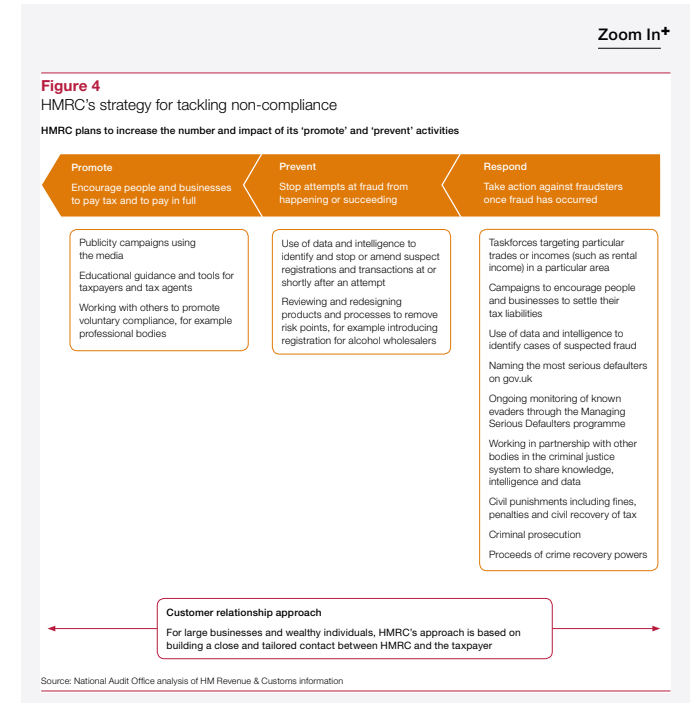 Zoom In+
Figure 4
HMRC's strategy for tackling non-compliance
HMRC plans to increase the number and impact of its 'promote' and 'prevent' activities
Promote
Encourage people and businesses
to pay tax and to pay in full
Prevent
Stop attempts at fraud from
happening or succeeding
Respond
Take action against fraudsters
once fraud has occurred
Publicity campaigns using
the media
Educational guidance and tools for
taxpayers and tax agents
Working with others to promote
voluntary compliance, for example
professional bodies
Use of data and intelligence to
identify and stop or amend suspect
registrations and transactions at or
shortly after an attempt
Reviewing and redesigning
products and processes to remove
risk points, for example introducing
registration for alcohol wholesalers
Taskforces targeting particular
trades or incomes (such as rental
income) in a particular area
Campaigns to encourage people
and businesses to settle their
tax liabilities
Use of data and intelligence to
identify cases of suspected fraud
Naming the most serious defaulters
on gov.uk
Ongoing monitoring of known
evaders through the Managing
Serious Defaulters programme
Working in partnership with other
bodies in the criminal justice
system to share knowledge,
intelligence and data
Civil punishments including fines,
penalties and civil recovery of tax
Criminal prosecution
Proceeds of crime recovery powers
Customer relationship approach
For large businesses and wealthy individuals, HMRC's approach is based on
building a close and tailored contact between HMRC and the taxpayer
Source: National Audit Office analysis of HM Revenue & Customs information